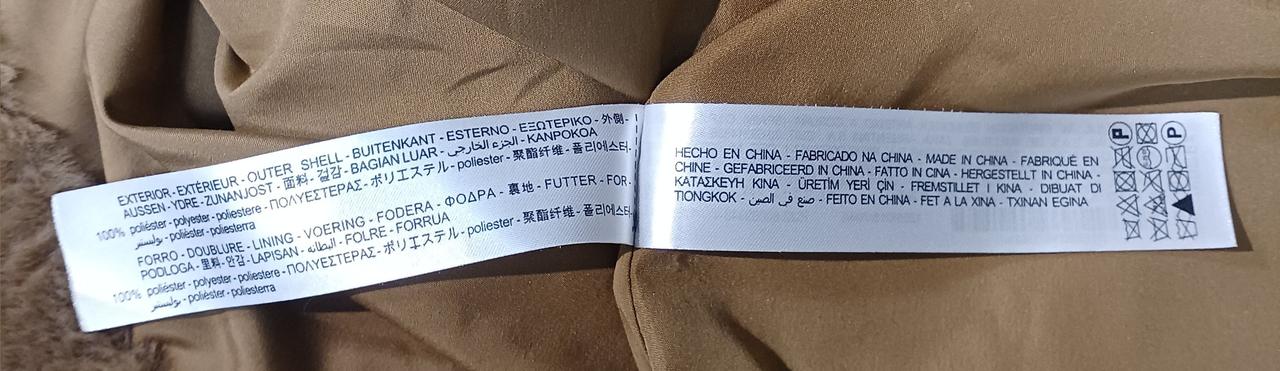 EXTERIOR - EXTÉRIEUR - OUTER SHELL - BUITENKANT - ESTERNO - ΕΞΩΤΕΡΙΚΟ - 外側 -
AUSSEN - YDRE - ZUNANJOST - 面料 - 겉감 - BAGIAN LUAR - الجزء الخارجي - KANPOKOA
100% poliéster - polyester - poliestere - ΠΟΛΥΕΣΤΕΡΑΣ - ポリエステル - poliester - 聚酯纤维 - 폴리에스터 -
بوليستر - polièster - poliesterra
FORRO - DOUBLURE - LINING - VOERING - FODERA - ΦΟΔΡΑ - 裏地 - FUTTER - FOR -
PODLOGA - 里料 - 안감 - LAPISAN - البطانه - FOLRE - FORRUA
100% poliéster - polyester - poliestere - ΠΟΛΥΕΣΤΕΡΑΣ - ポリエステル - poliester - 聚酯纤维 - 폴리에스터 -
بوليستر - polièster - poliesterra
HECHO EN CHINA - FABRICADO NA CHINA - MADE IN CHINA - FABRIQUÉ EN
CHINE - GEFABRICEERD IN CHINA - FATTO IN CINA - HERGESTELLT IN CHINA -
ΚΑΤΑΣΚΕΥΗ ΚΙΝΑ - ÜRETİM YERİ ÇİN - FREMSTILLET I KINA - DIBUAT DI
TIONGKOK - صنع في الصين - FEITO EN CHINA - FET A LA XINA - TXINAN EGINA
P P